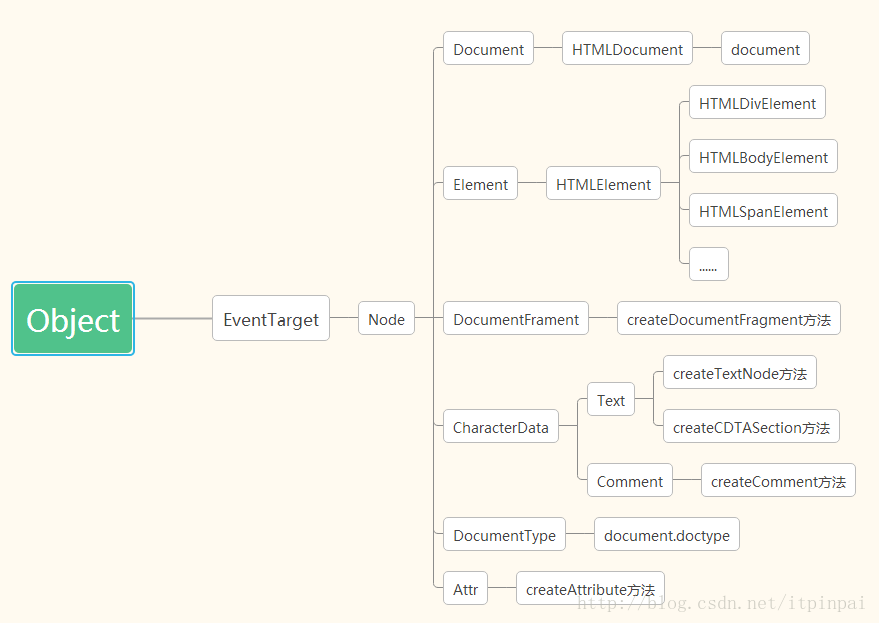 Object
EventTarget
Node
Document
HTMLDocument
document
Element
HTMLElement
HTMLDivElement
HTMLBodyElement
HTMLSpanElement
......
DocumentFrament
createDocumentFragment方法
CharacterData
Text
createTextNode方法
createCDTASection方法
Comment
createComment方法
DocumentType
document.doctype
Attr
createAttribute方法
http://blog.csdn.net/itpinpai